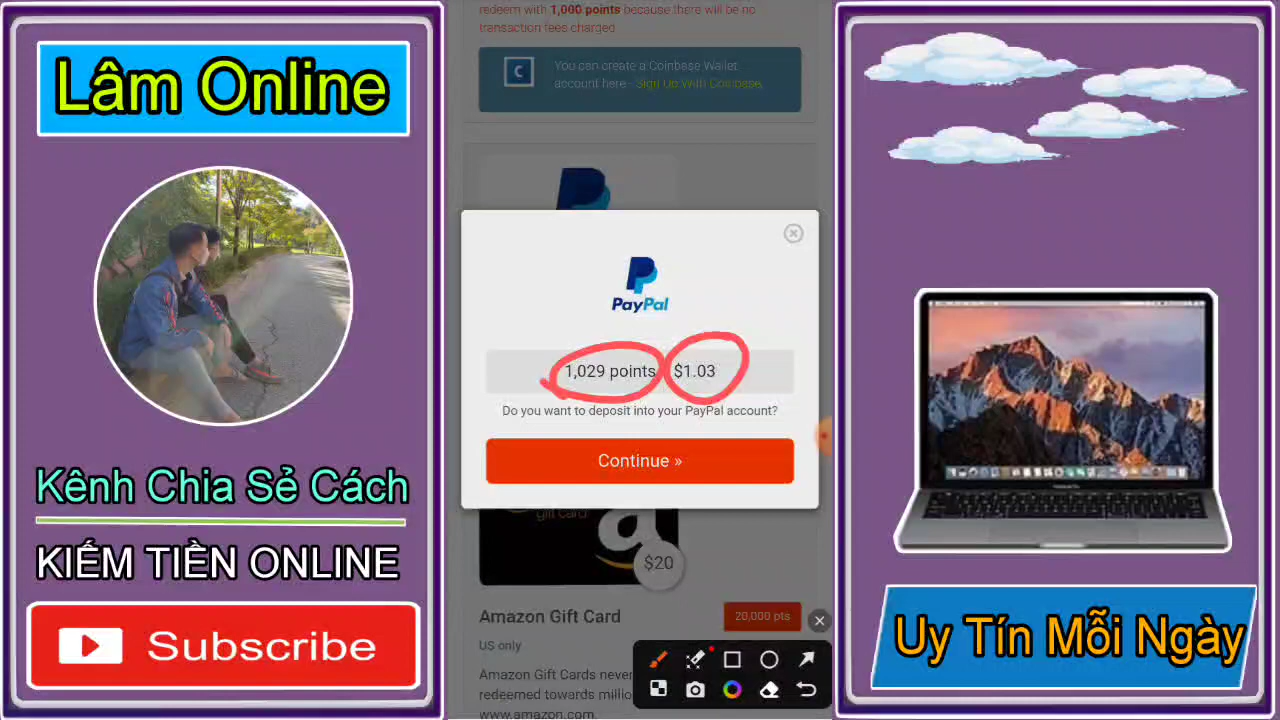 Lâm Online
Kênh Chia Sẻ Cách
KIẾM TIỀN ONLINE
Subscribe
redeem with 1,000 points because there will be no
transaction fees charged
C
You can create a Coinbase Wallet
account here - Sign Up With Coinbase.
PayPal
1,029 points $1.03
Do you want to deposit into your PayPal account?
Continue »
gift card
a
$20
Amazon Gift Card
20,000 pts
US only
Amazon Gift Cards never
redeemed towards millio
www.amazon.com.
Uy Tín Mỗi Ngày